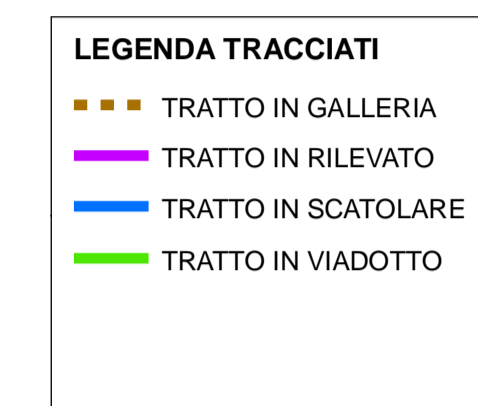 LEGENDA TRACCIATI
TRATTO IN GALLERIA
TRATTO IN RILEVATO
TRATTO IN SCATOLARE
TRATTO IN VIADOTTO